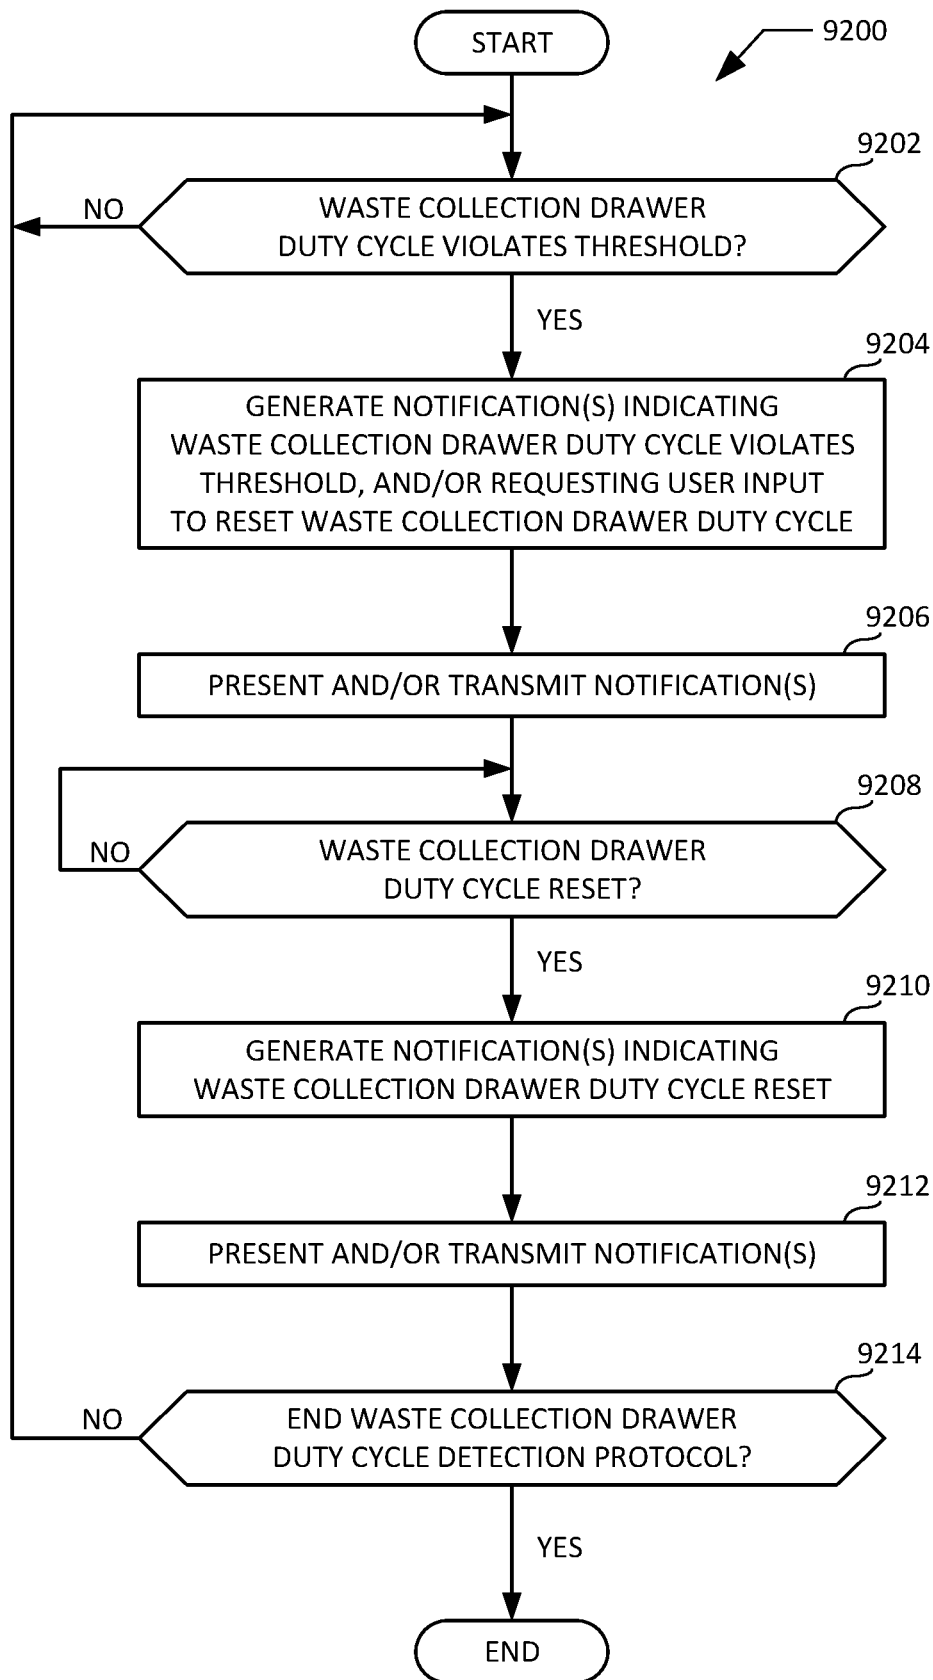 START
9200
9202
WASTE COLLECTION DRAWER
DUTY CYCLE VIOLATES THRESHOLD?
NO
YES
9204
GENERATE NOTIFICATION(S) INDICATING
WASTE COLLECTION DRAWER DUTY CYCLE VIOLATES
THRESHOLD, AND/OR REQUESTING USER INPUT
TO RESET WASTE COLLECTION DRAWER DUTY CYCLE
9206
PRESENT AND/OR TRANSMIT NOTIFICATION(S)
9208
WASTE COLLECTION DRAWER
DUTY CYCLE RESET?
NO
YES
9210
GENERATE NOTIFICATION(S) INDICATING
WASTE COLLECTION DRAWER DUTY CYCLE RESET
9212
PRESENT AND/OR TRANSMIT NOTIFICATION(S)
9214
END WASTE COLLECTION DRAWER
DUTY CYCLE DETECTION PROTOCOL?
NO
YES
END